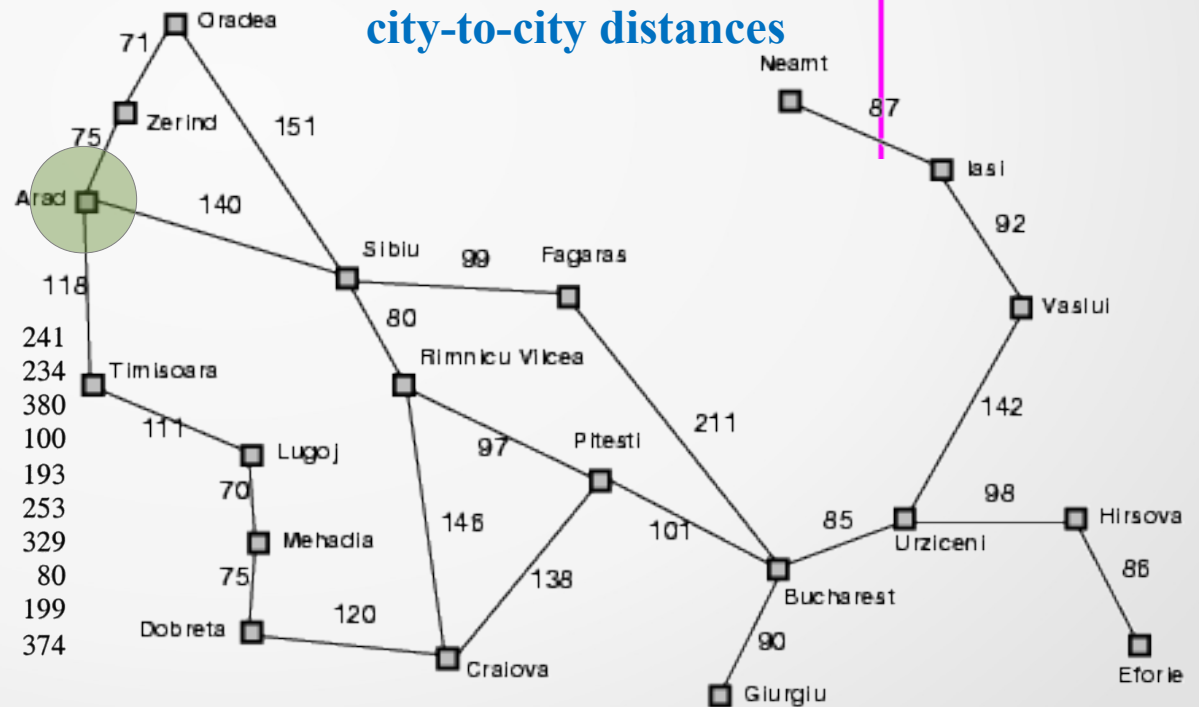 city-to-city distances
Oradea
71
Neamt
87
Zerind
151
75
Iasi
Arad
140
92
Sibiu
99
Fagaras
118
80
Vaslui
241
234
380
100
193
253
329
80
199
374
Timisoara
Rimnicu Vilcea
142
111
211
Lugoj
97
Pitesti
70
98
146
101
85
Hirsova
Mehadia
Urziceni
75
138
86
Bucharest
120
Dobreta
90
Craiova
Eforie
Giurgiu